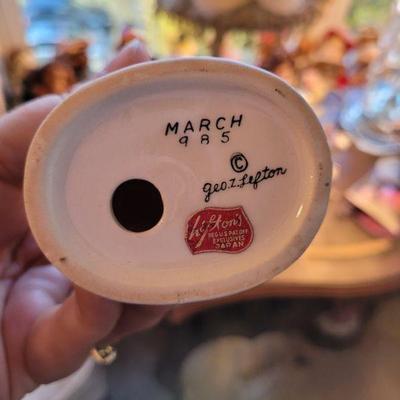 MARCH
985
©
Geo. Z. Lefton
Lefton's
REG. U.S. PAT. OFF.
EXCLUSIVES
JAPAN